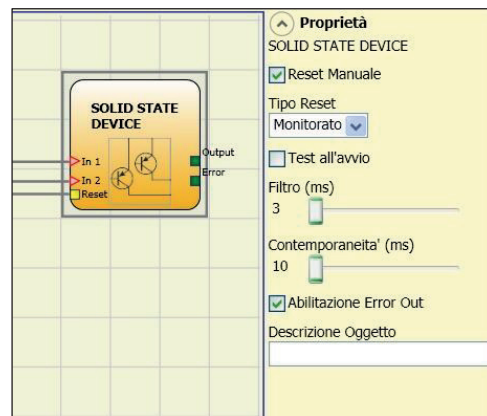 SOLID STATE
DEVICE
In 1
In 2
Reset
Output
Error
Proprietà
SOLID STATE DEVICE
Reset Manuale
Tipo Reset
Monitorato
Test all'avvio
Filtro (ms)
3
Contemporaneita' (ms)
10
Abilitazione Error Out
Descrizione Oggetto